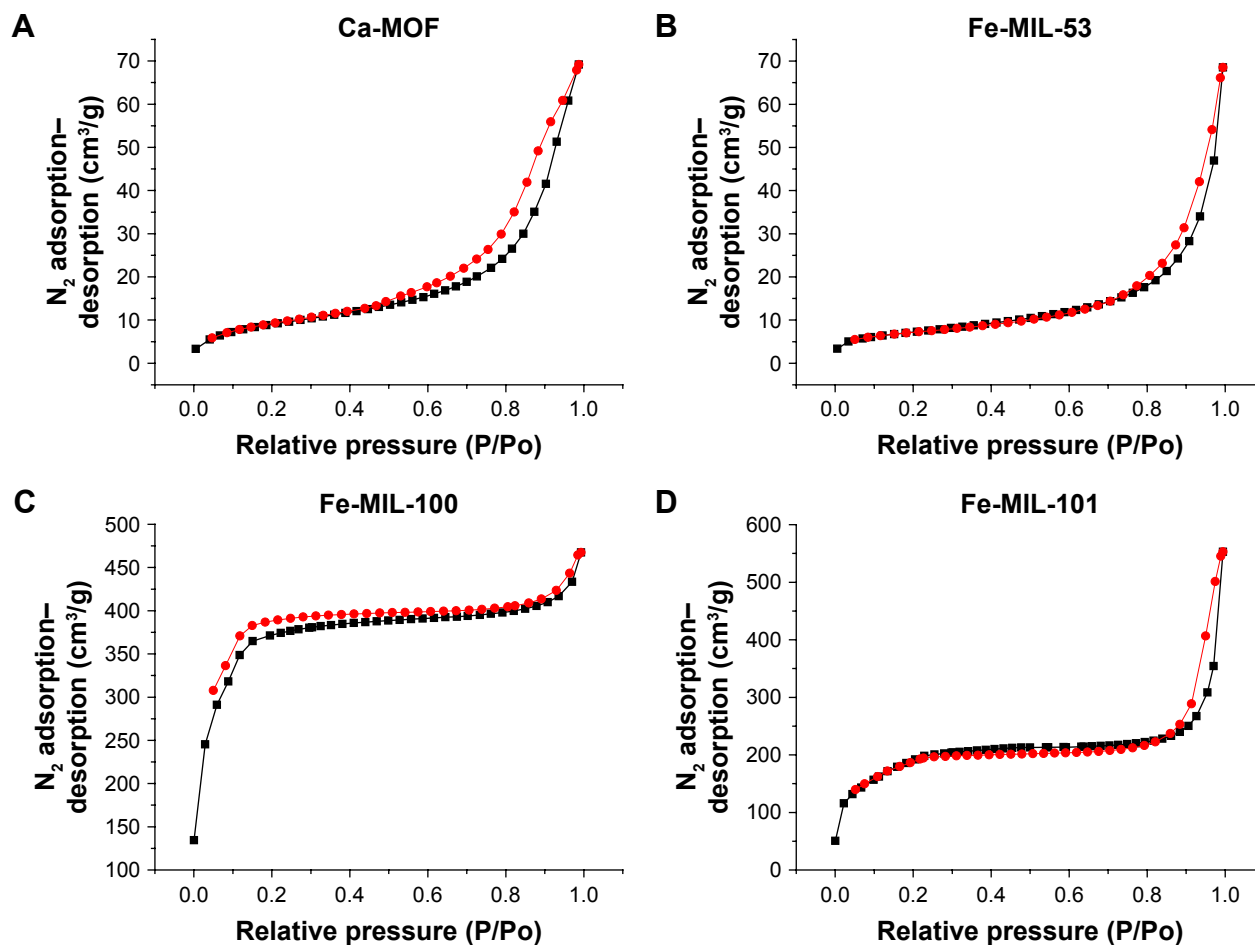 A
Ca-MOF
N₂ adsorption–
desorption (cm³/g)
70
60
50
40
30
20
10
0
0.0 0.2 0.4 0.6 0.8 1.0
Relative pressure (P/Po)
B
Fe-MIL-53
N₂ adsorption–
desorption (cm³/g)
70
60
50
40
30
20
10
0
0.0 0.2 0.4 0.6 0.8 1.0
Relative pressure (P/Po)
C
Fe-MIL-100
N₂ adsorption–
desorption (cm³/g)
500
450
400
350
300
250
200
150
100
0.0 0.2 0.4 0.6 0.8 1.0
Relative pressure (P/Po)
D
Fe-MIL-101
N₂ adsorption–
desorption (cm³/g)
600
500
400
300
200
100
0
0.0 0.2 0.4 0.6 0.8 1.0
Relative pressure (P/Po)